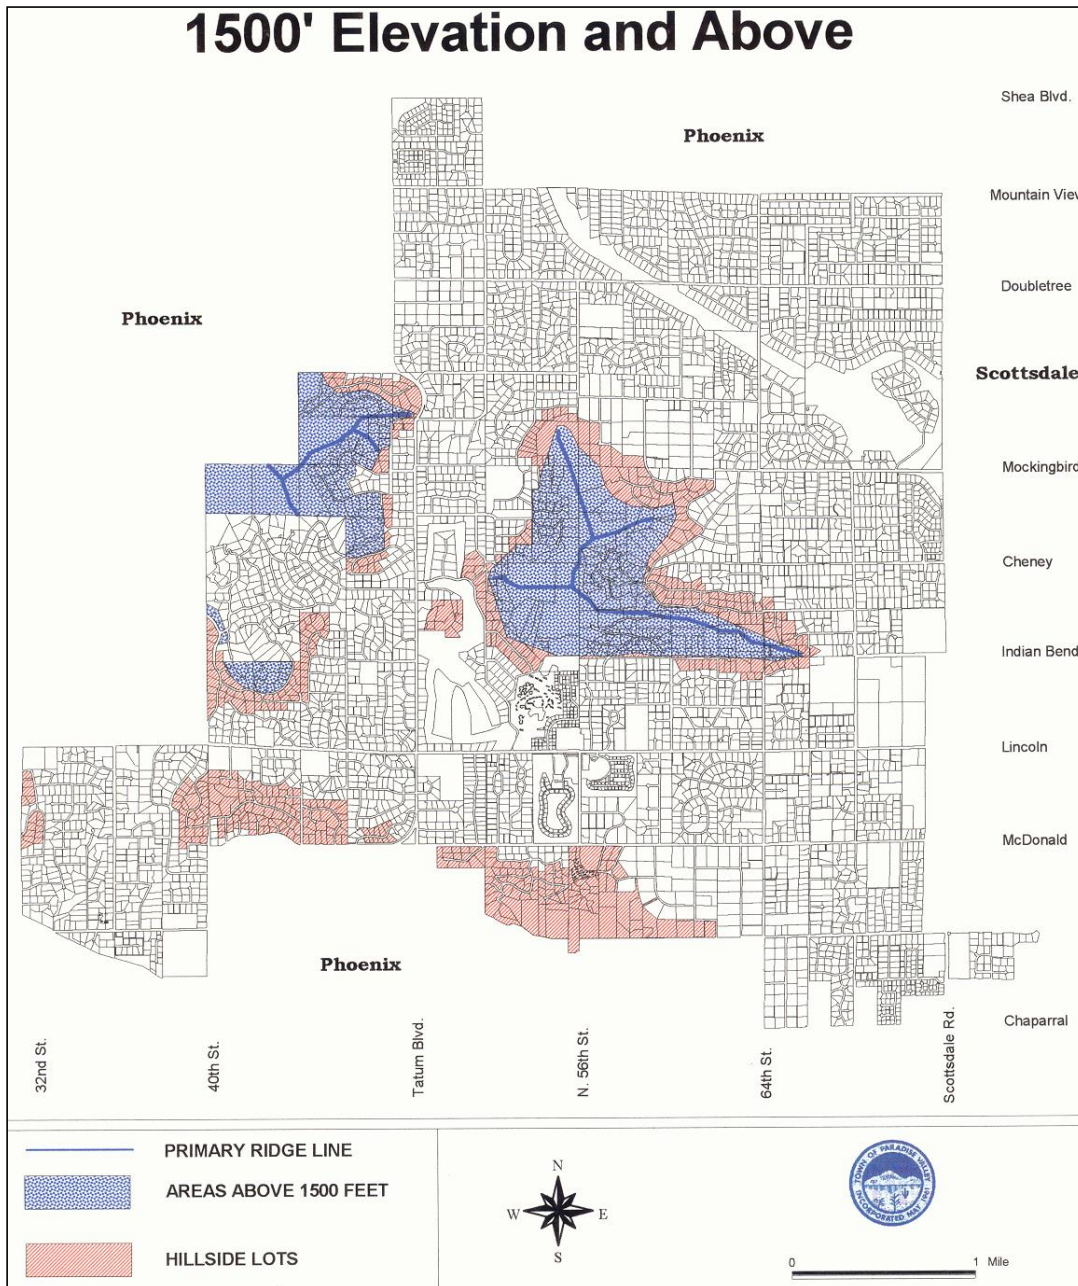 1500' Elevation and Above
Shea Blvd.
Phoenix
Mountain View
Doubletree
Phoenix
Scottsdale
Mockingbird
Cheney
Indian Bend
Lincoln
McDonald
Phoenix
Chaparral
32nd St.
40th St.
Tatum Blvd.
N. 56th St.
64th St.
Scottsdale Rd.
PRIMARY RIDGE LINE
AREAS ABOVE 1500 FEET
HILLSIDE LOTS
N
W
E
S
TOWN OF PARADISE VALLEY
INCORPORATED MAY 1961
0
1 Mile